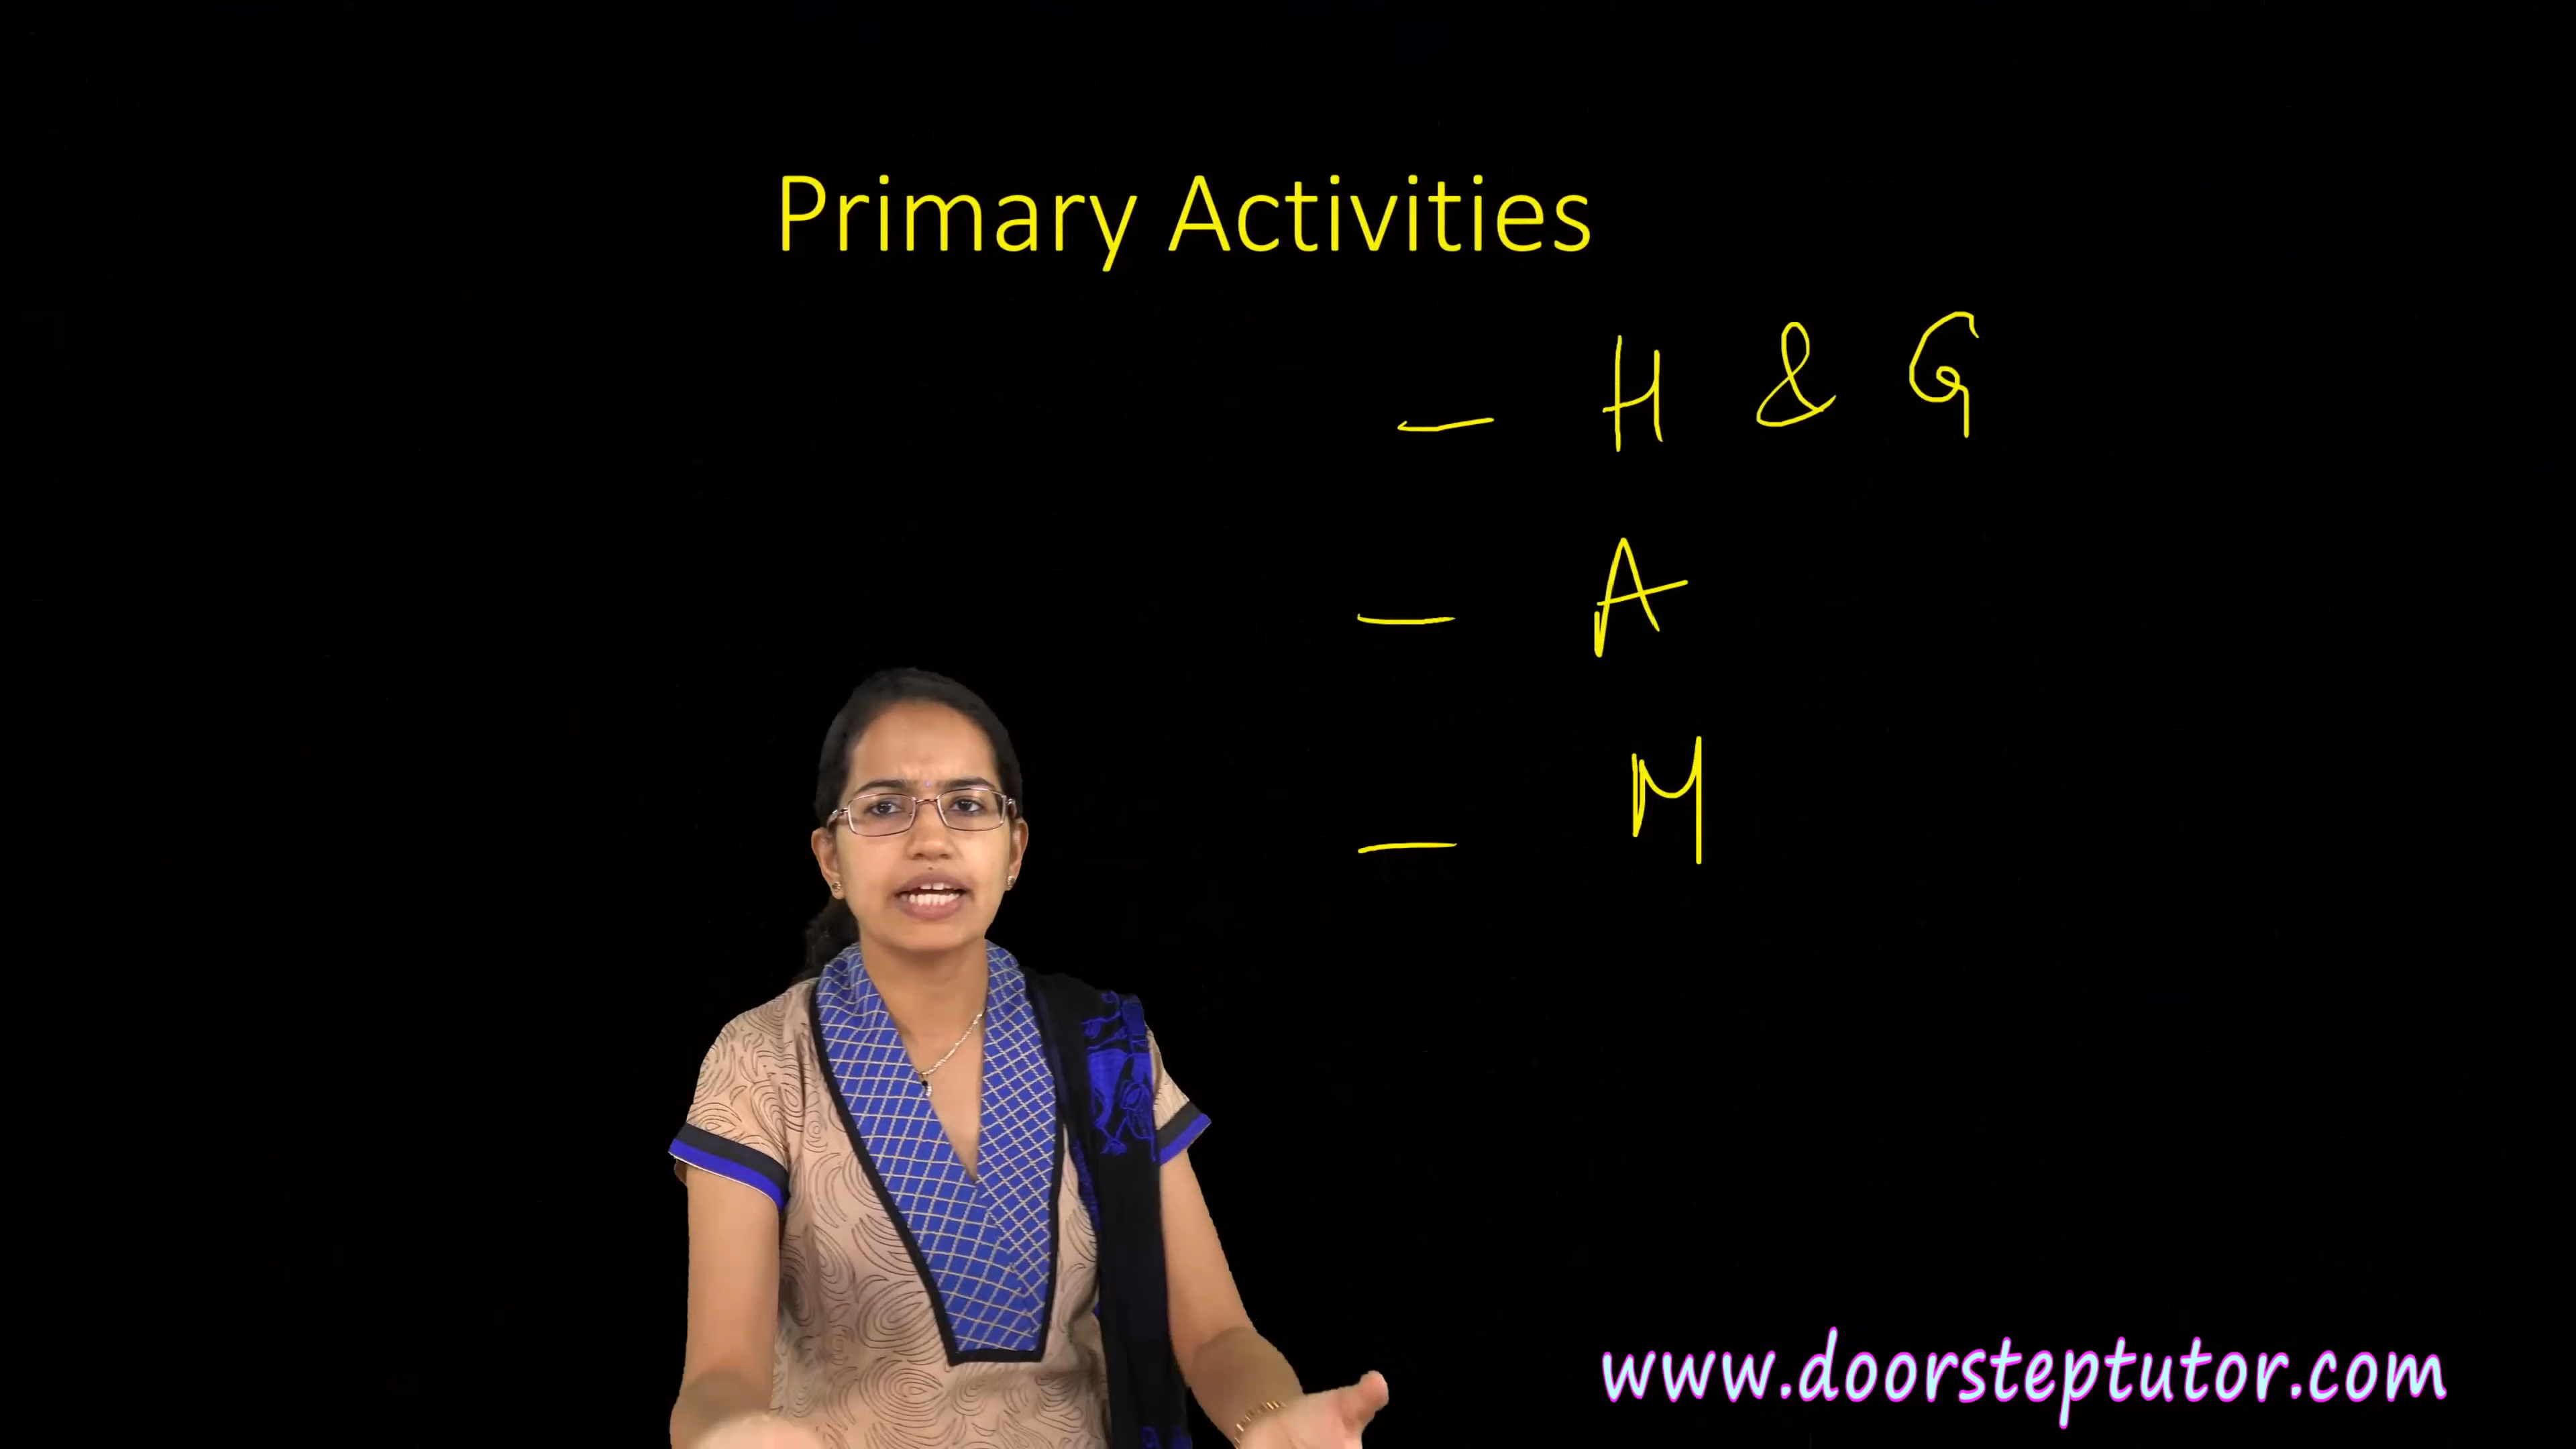 Primary Activities
– H & G
– A
– M
www.doorsteptutor.com